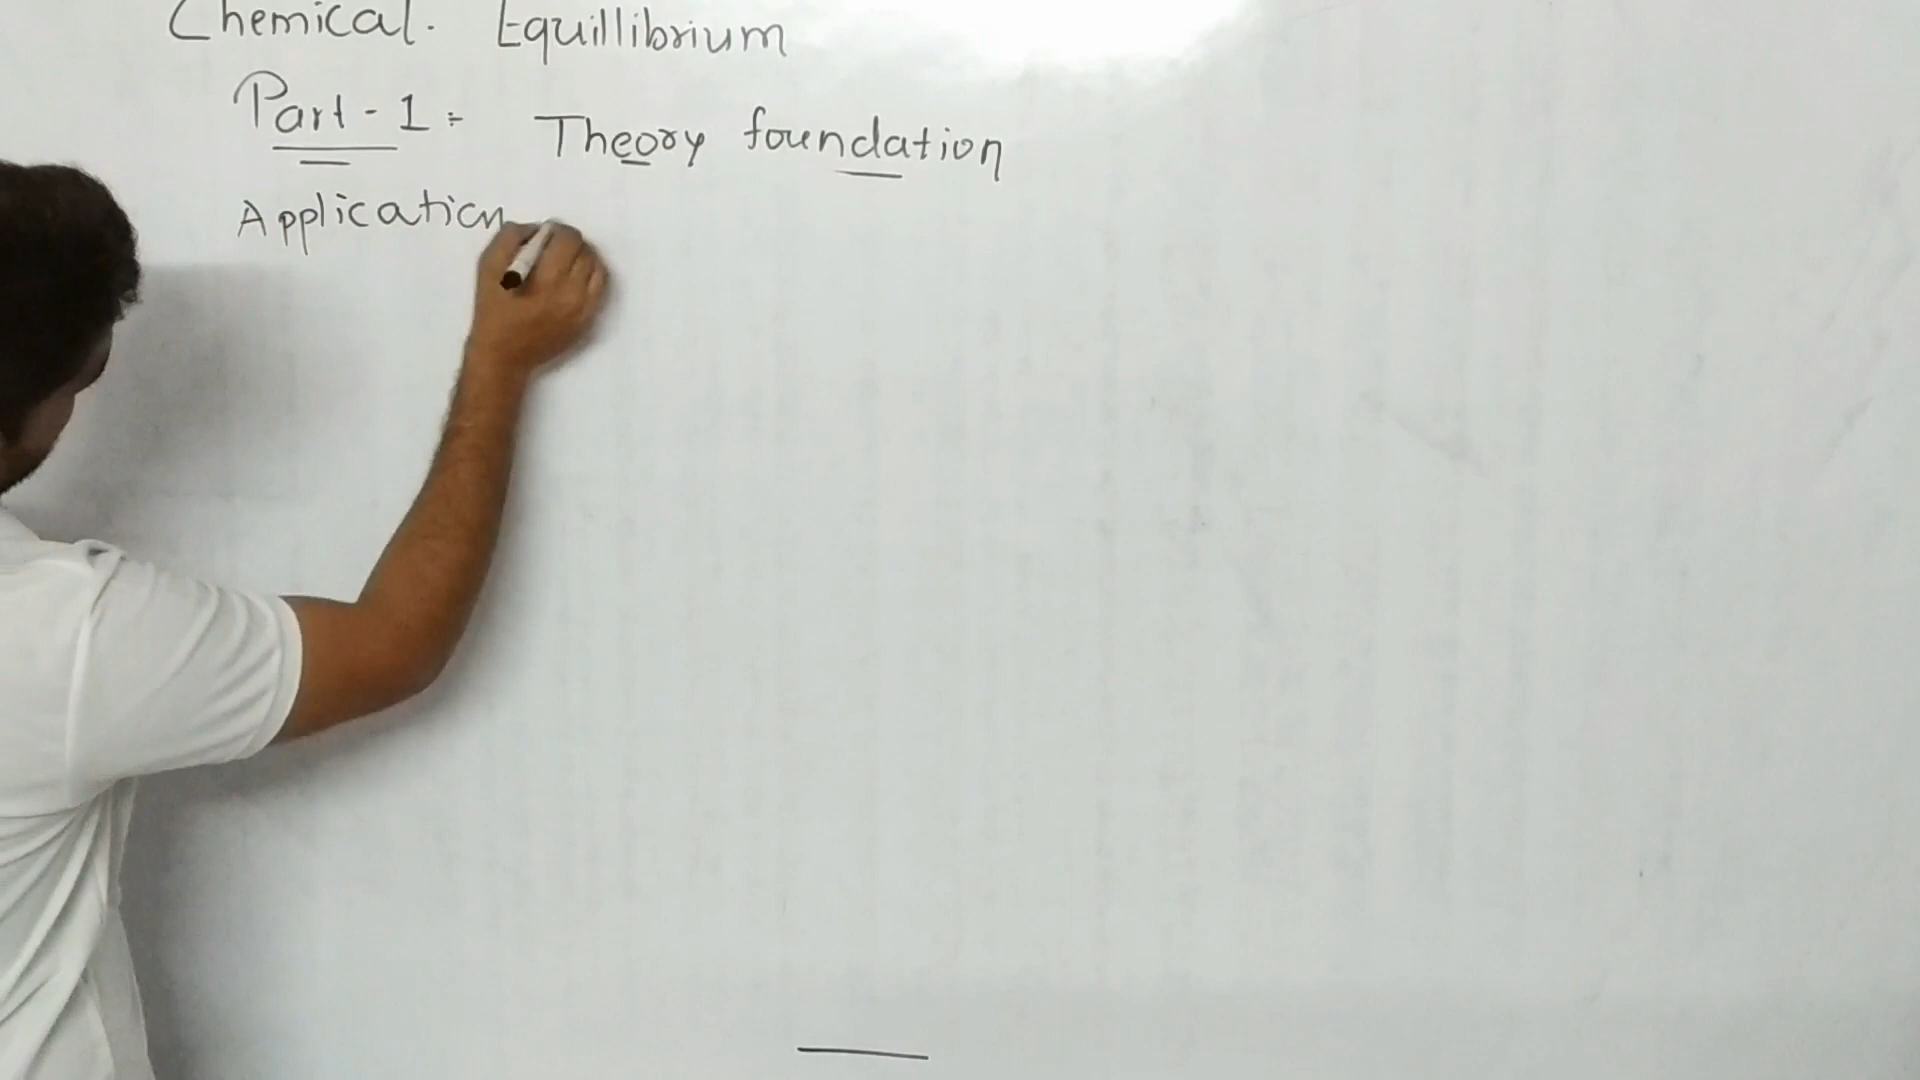 Chemical. Equillibrium
Part-1 = Theory foundation
Application